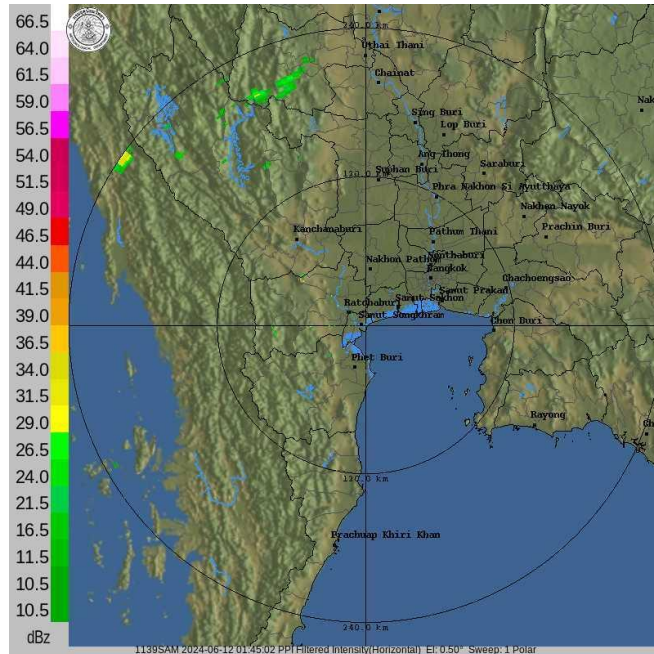 66.5
64.0
61.5
59.0
56.5
54.0
51.5
49.0
46.5
44.0
41.5
39.0
36.5
34.0
31.5
29.0
26.5
24.0
21.5
16.5
11.5
10.5
10.5
dBz
240.0 km
Uthai Thani
Chainat
Nak
Sing Buri
Lop Buri
Ang Thong
Saraburi
120.0 km
Suphan Buri
Phra Nakhon Si Ayutthaya
Nakhon Nayok
Kanchanaburi
Pathum Thani
Prachin Buri
Nonthaburi
Nakhon Pathom
Bangkok
Chachoengsao
Samut Prakan
Samut Sakhon
Ratchaburi
Samut Songkhram
Chon Buri
Phet Buri
Rayong
Ch
120.0 km
Prachuap Khiri Khan
240.0 km
1139SAM 2024-06-12 01:45:02 PPI Filtered Intensity(Horizontal) El: 0.50° Sweep: 1 Polar